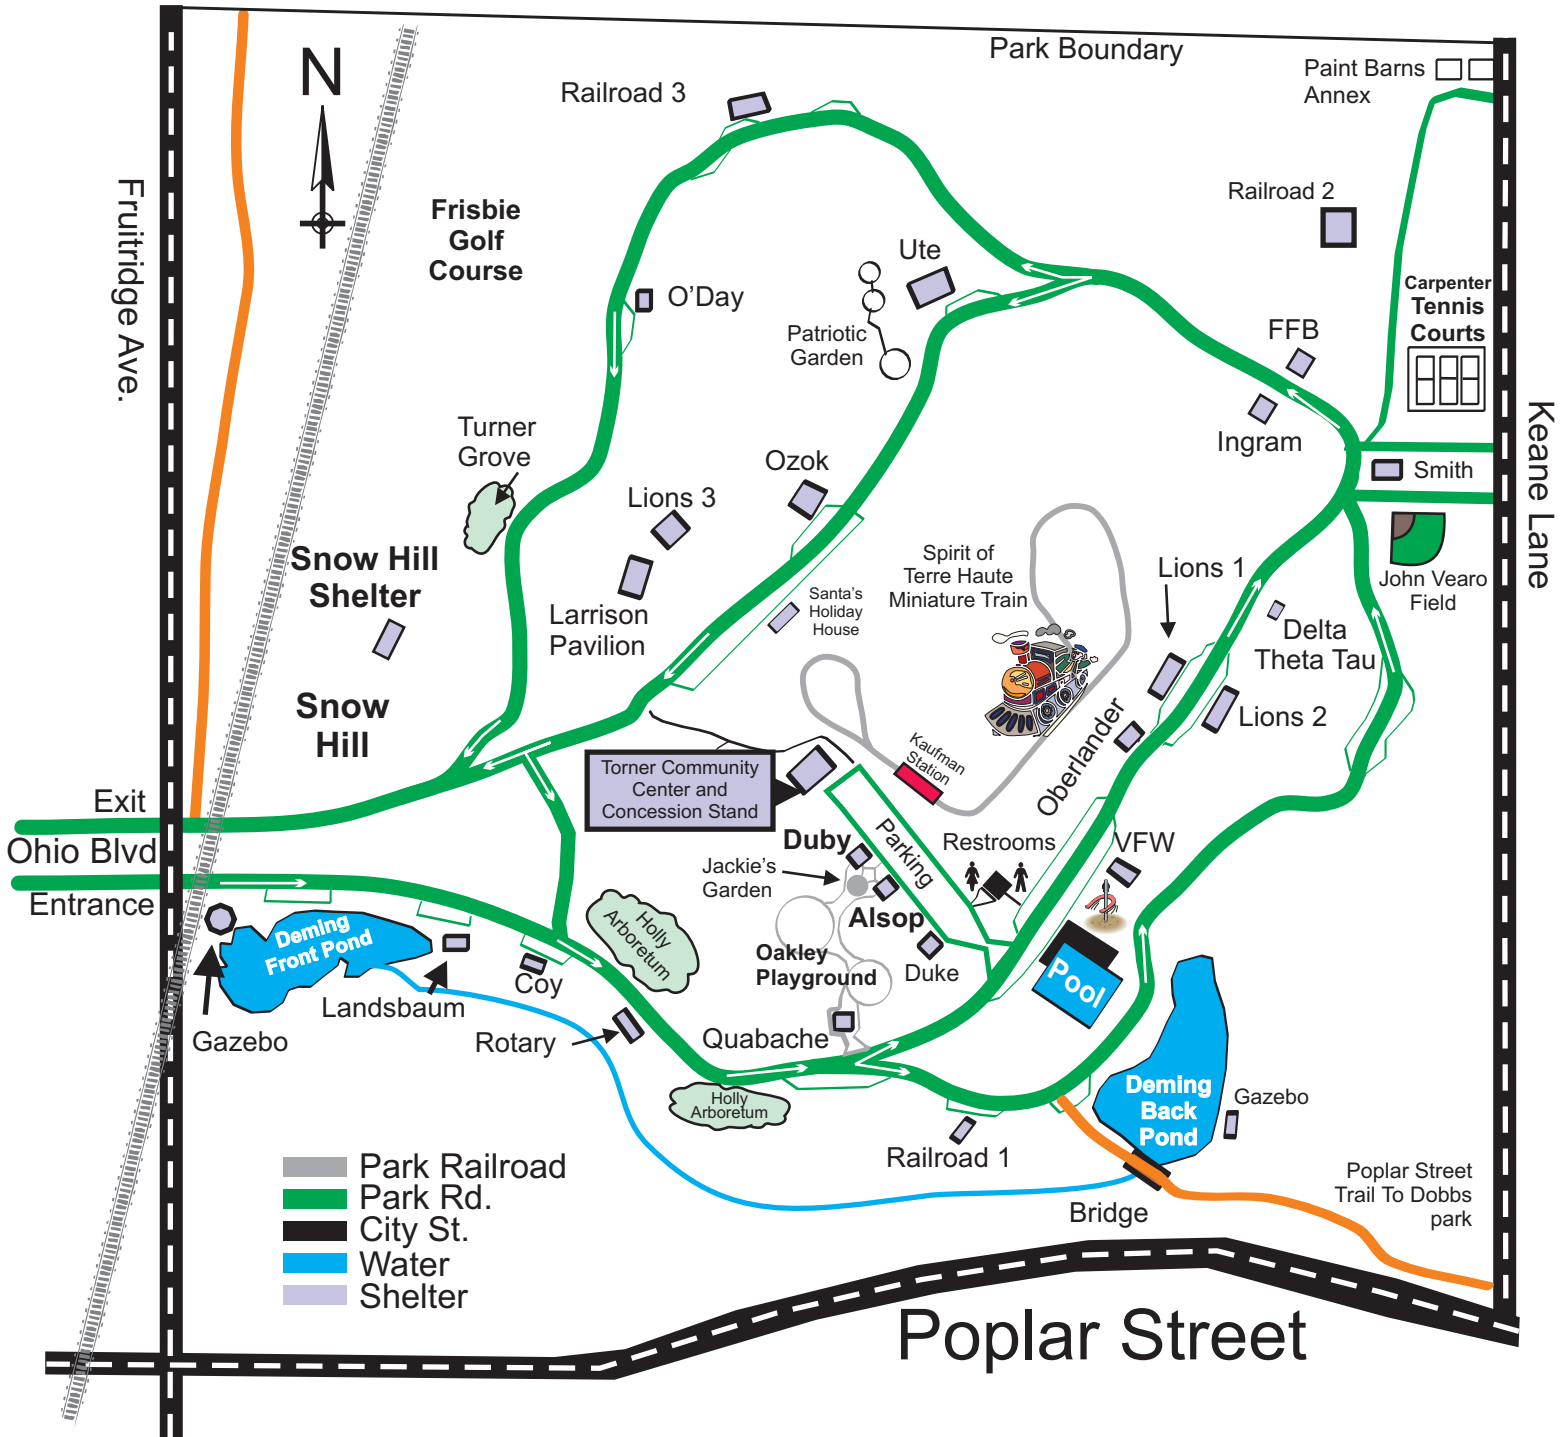 Park Boundary
Paint Barns
Annex
N
Railroad 3
Fruitridge Ave.
Railroad 2
Frisbie
Golf
Course
Ute
O'Day
Carpenter
Tennis
Courts
Patriotic
Garden
FFB
Keane Lane
Turner
Grove
Ingram
Ozok
Smith
Lions 3
Snow Hill
Shelter
Spirit of
Terre Haute
Miniature Train
Lions 1
John Vearo
Field
Larrison
Pavilion
Santa's
Holiday
House
Delta
Theta Tau
Snow
Hill
Lions 2
Kaufman
Station
Oberlander
Torner Community
Center and
Concession Stand
Exit
Ohio Blvd
Entrance
Duby
Parking
Restrooms
VFW
Jackie's
Garden
Alsop
Holly
Arboretum
Deming
Front Pond
Oakley
Playground
Duke
Pool
Landsbaum
Coy
Gazebo
Rotary
Quabache
Holly
Arboretum
Deming
Back
Pond
Gazebo
Railroad 1
Park Railroad
Park Rd.
City St.
Water
Shelter
Poplar Street
Trail To Dobbs
park
Bridge
Poplar Street